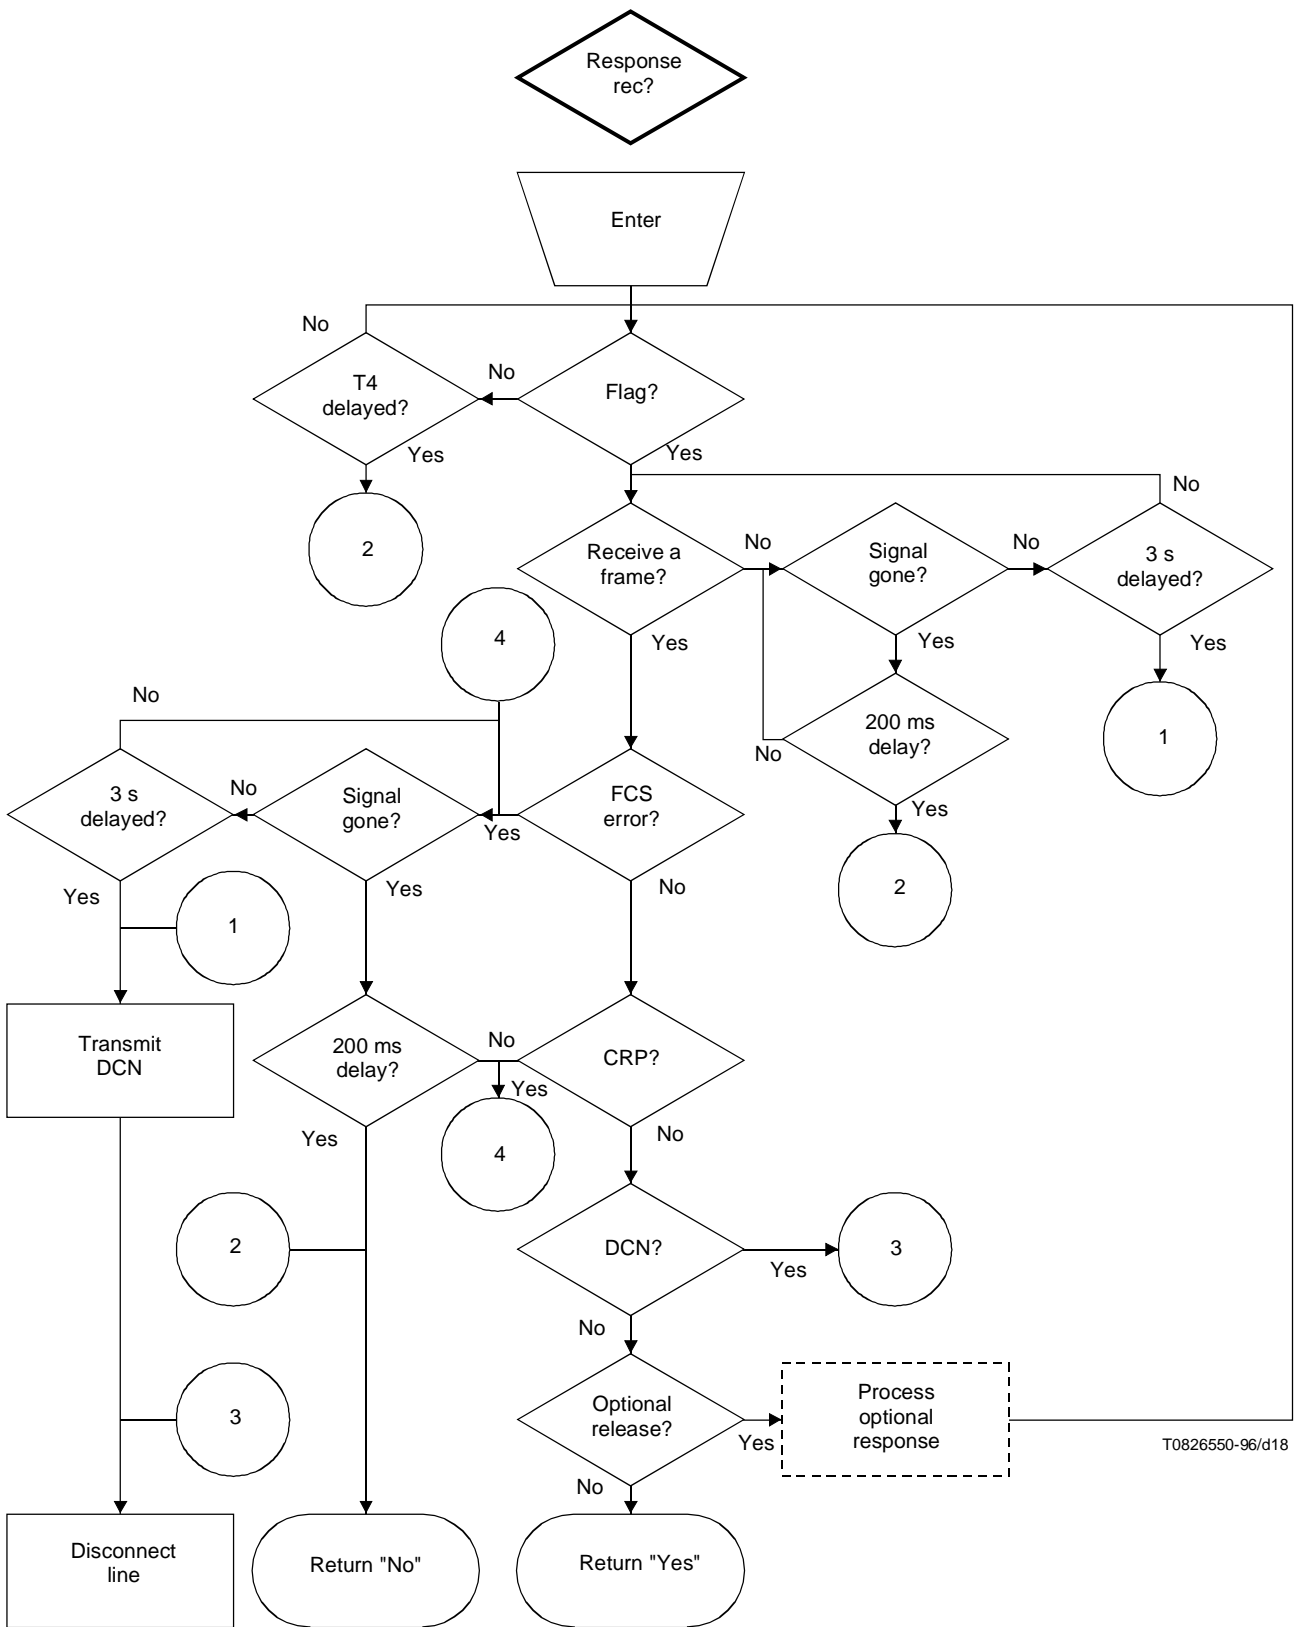 Response
rec?
Enter
No
T4
delayed?
No
Flag?
Yes
Yes
No
2
Receive a
frame?
No
Signal
gone?
No
3 s
delayed?
4
Yes
Yes
Yes
No
200 ms
delay?
No
1
3 s
delayed?
No
Signal
gone?
Yes
FCS
error?
Yes
Yes
Yes
No
2
1
Transmit
DCN
200 ms
delay?
No
Yes
CRP?
Yes
4
No
2
DCN?
Yes
3
No
3
Optional
release?
Yes
Process
optional
response
T0826550-96/d18
No
Disconnect
line
Return "No"
Return "Yes"